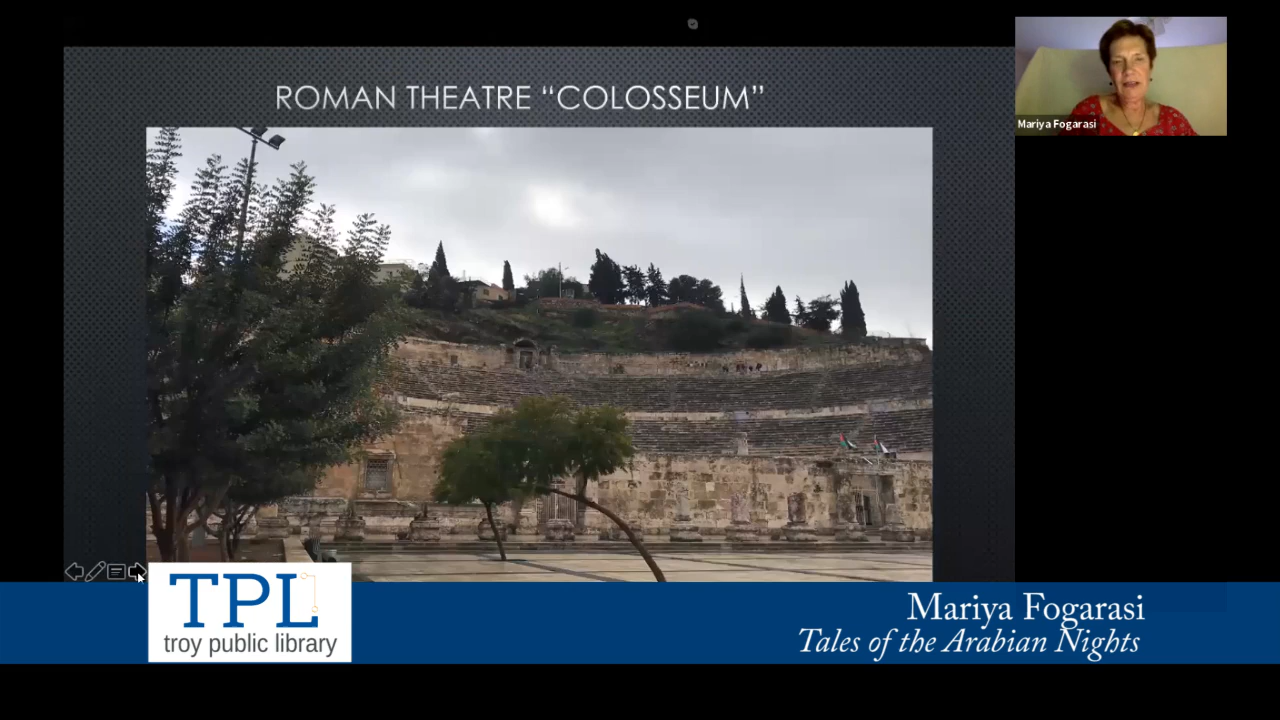 ROMAN THEATRE “COLOSSEUM”
Mariya Fogarasi
TPL
troy public library
Mariya Fogarasi
Tales of the Arabian Nights